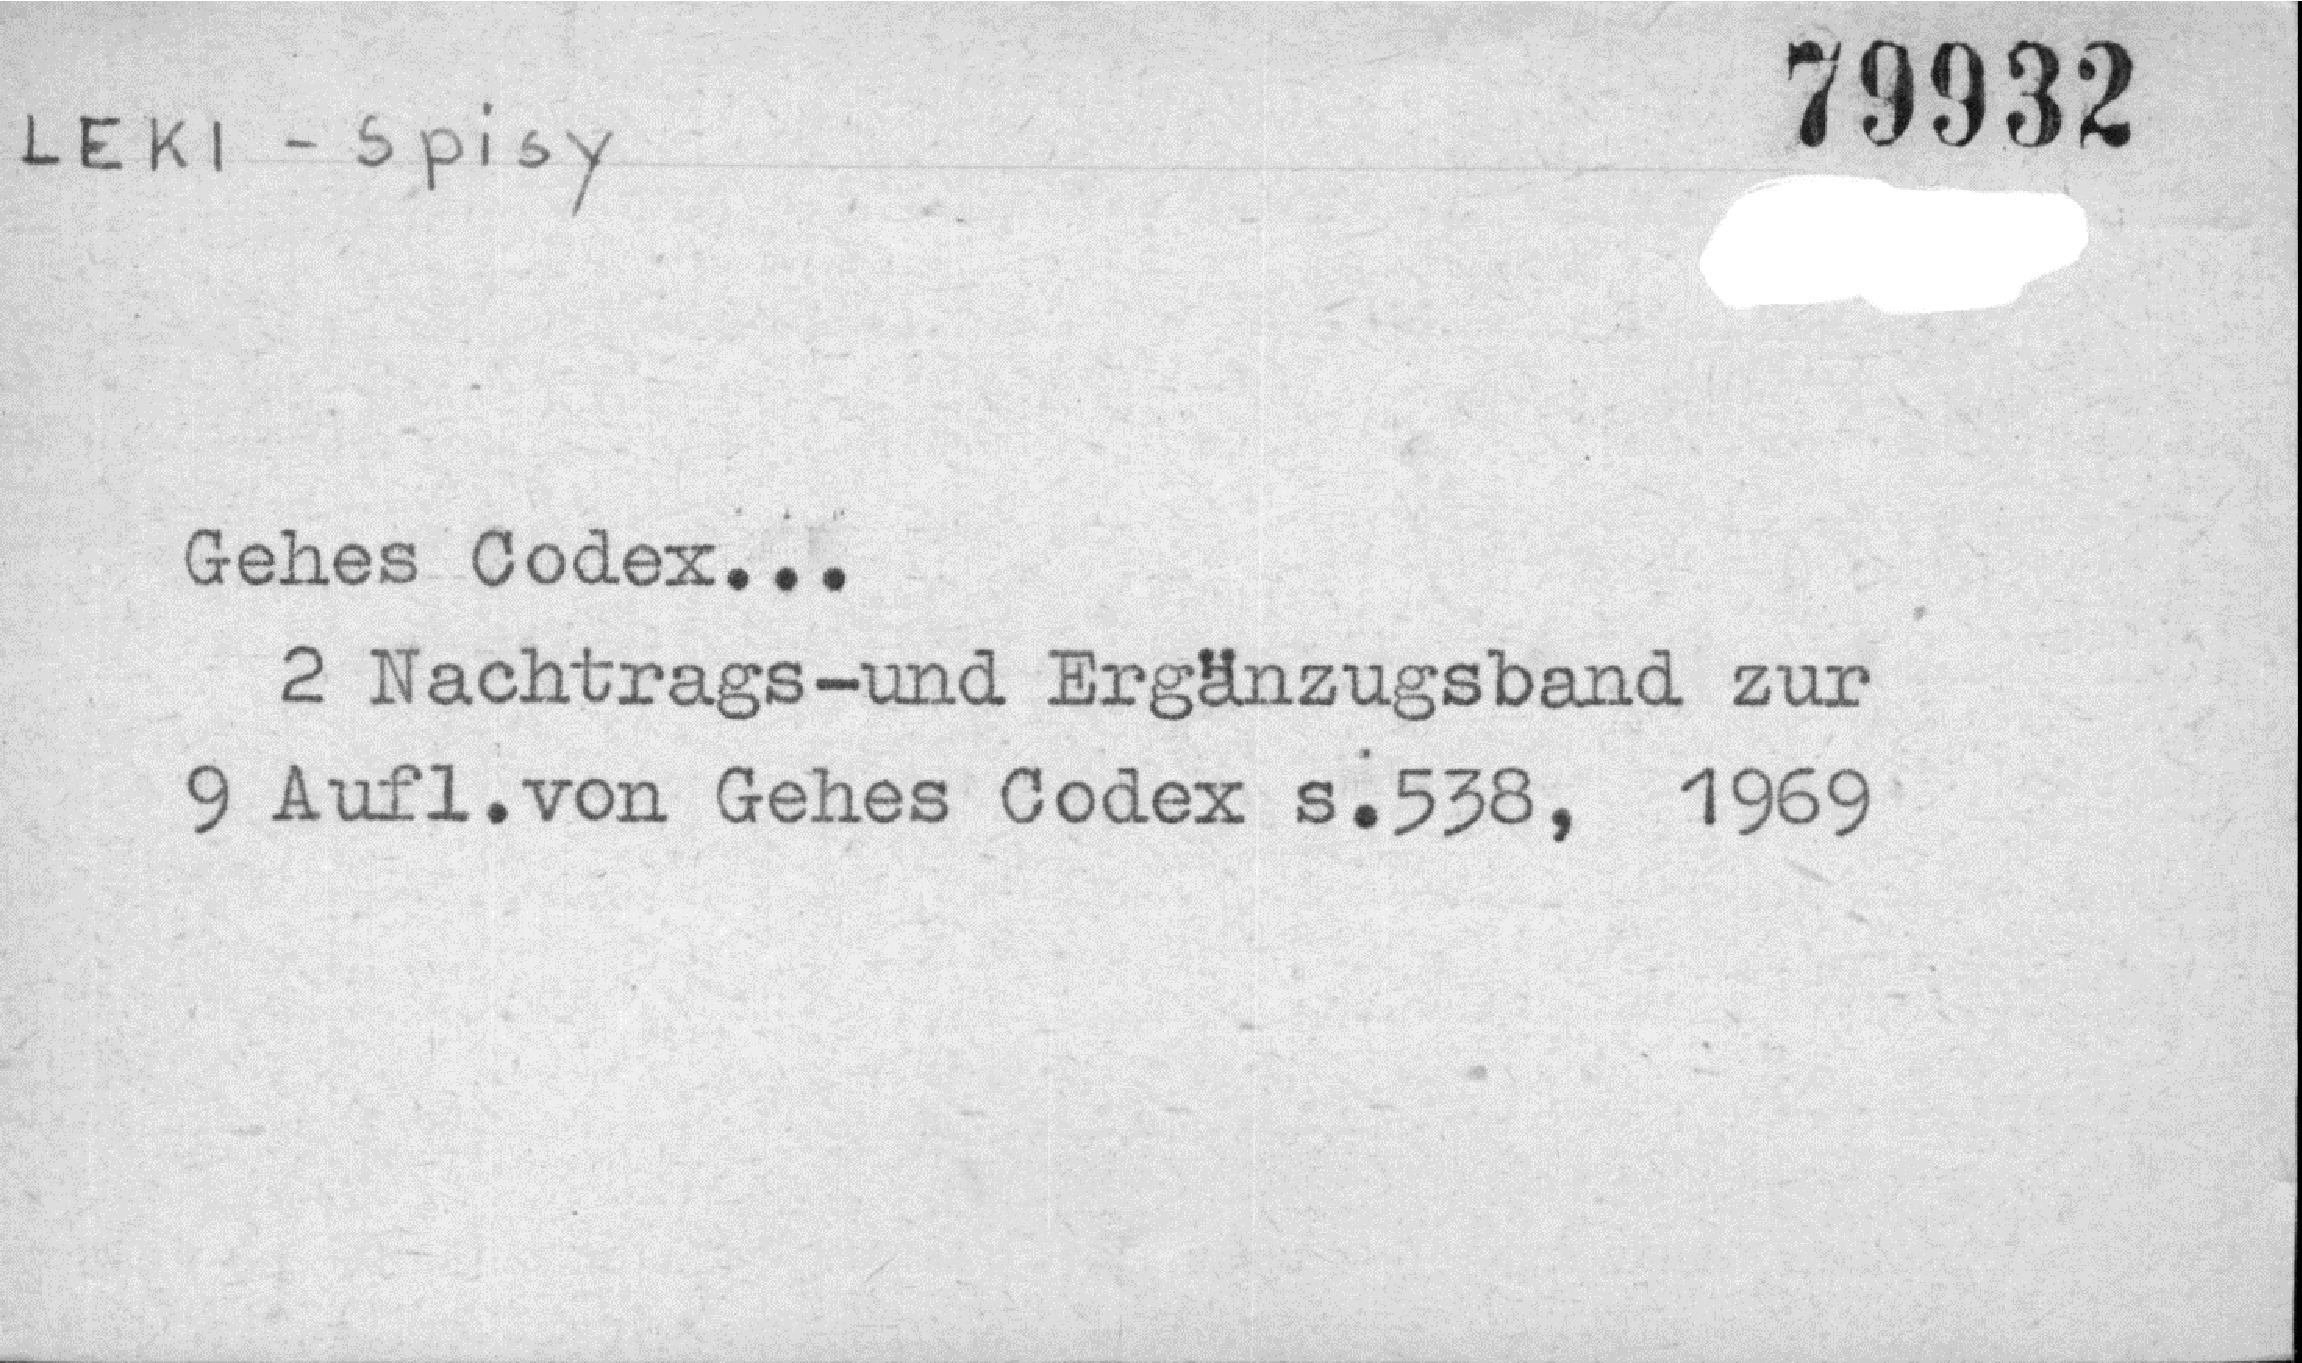 79932
LEKI - Spisy
Gehes Codex...
2 Nachtrags-und Ergänzugsband zur
9 Aufl.von Gehes Codex s.538, 1969